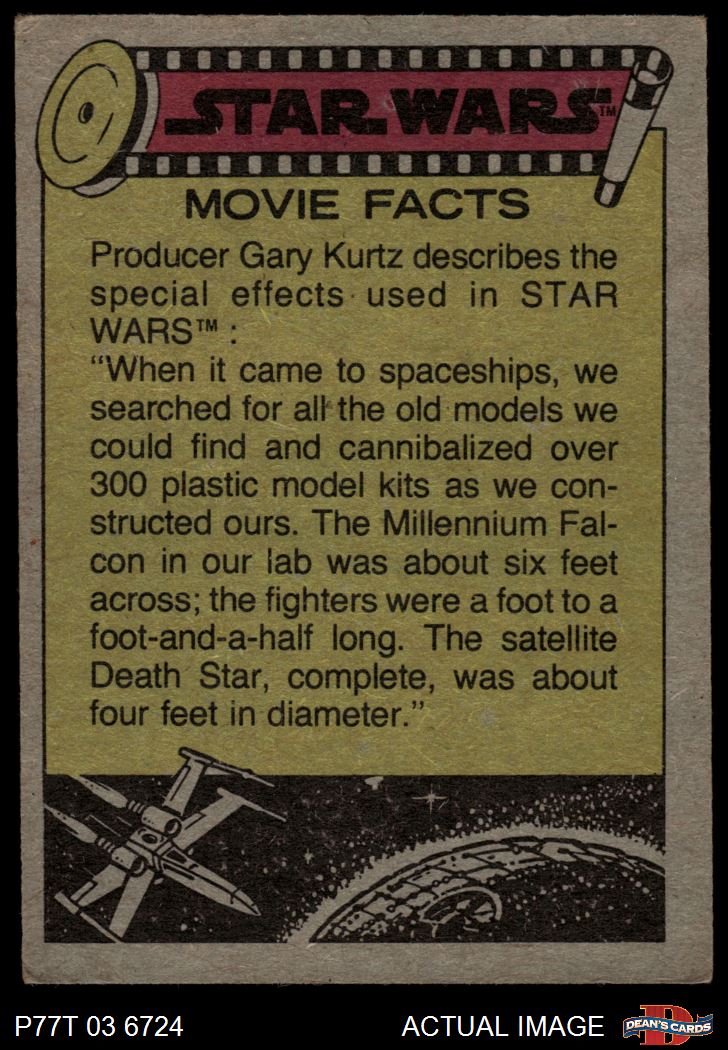 STAR WARS™
MOVIE FACTS
Producer Gary Kurtz describes the
special effects used in STAR
WARS™ :
“When it came to spaceships, we
searched for all the old models we
could find and cannibalized over
300 plastic model kits as we con-
structed ours. The Millennium Fal-
con in our lab was about six feet
across; the fighters were a foot to a
foot-and-a-half long. The satellite
Death Star, complete, was about
four feet in diameter.”
P77T 03 6724
ACTUAL IMAGE
D
DEAN'S CARDS